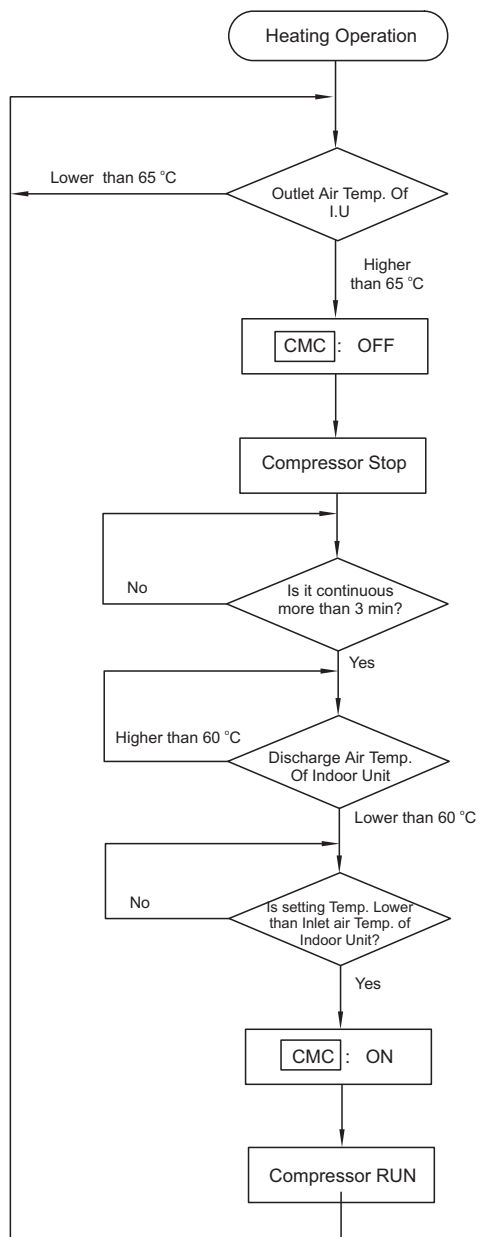 Heating Operation
Lower than 65 °C
Outlet Air Temp. Of
I.U
Higher
than 65 °C
CMC : OFF
Compressor Stop
Is it continuous
more than 3 min?
No
Yes
Higher than 60 °C
Discharge Air Temp.
Of Indoor Unit
Lower than 60 °C
No
Is setting Temp. Lower
than Inlet air Temp. of
Indoor Unit?
Yes
CMC : ON
Compressor RUN